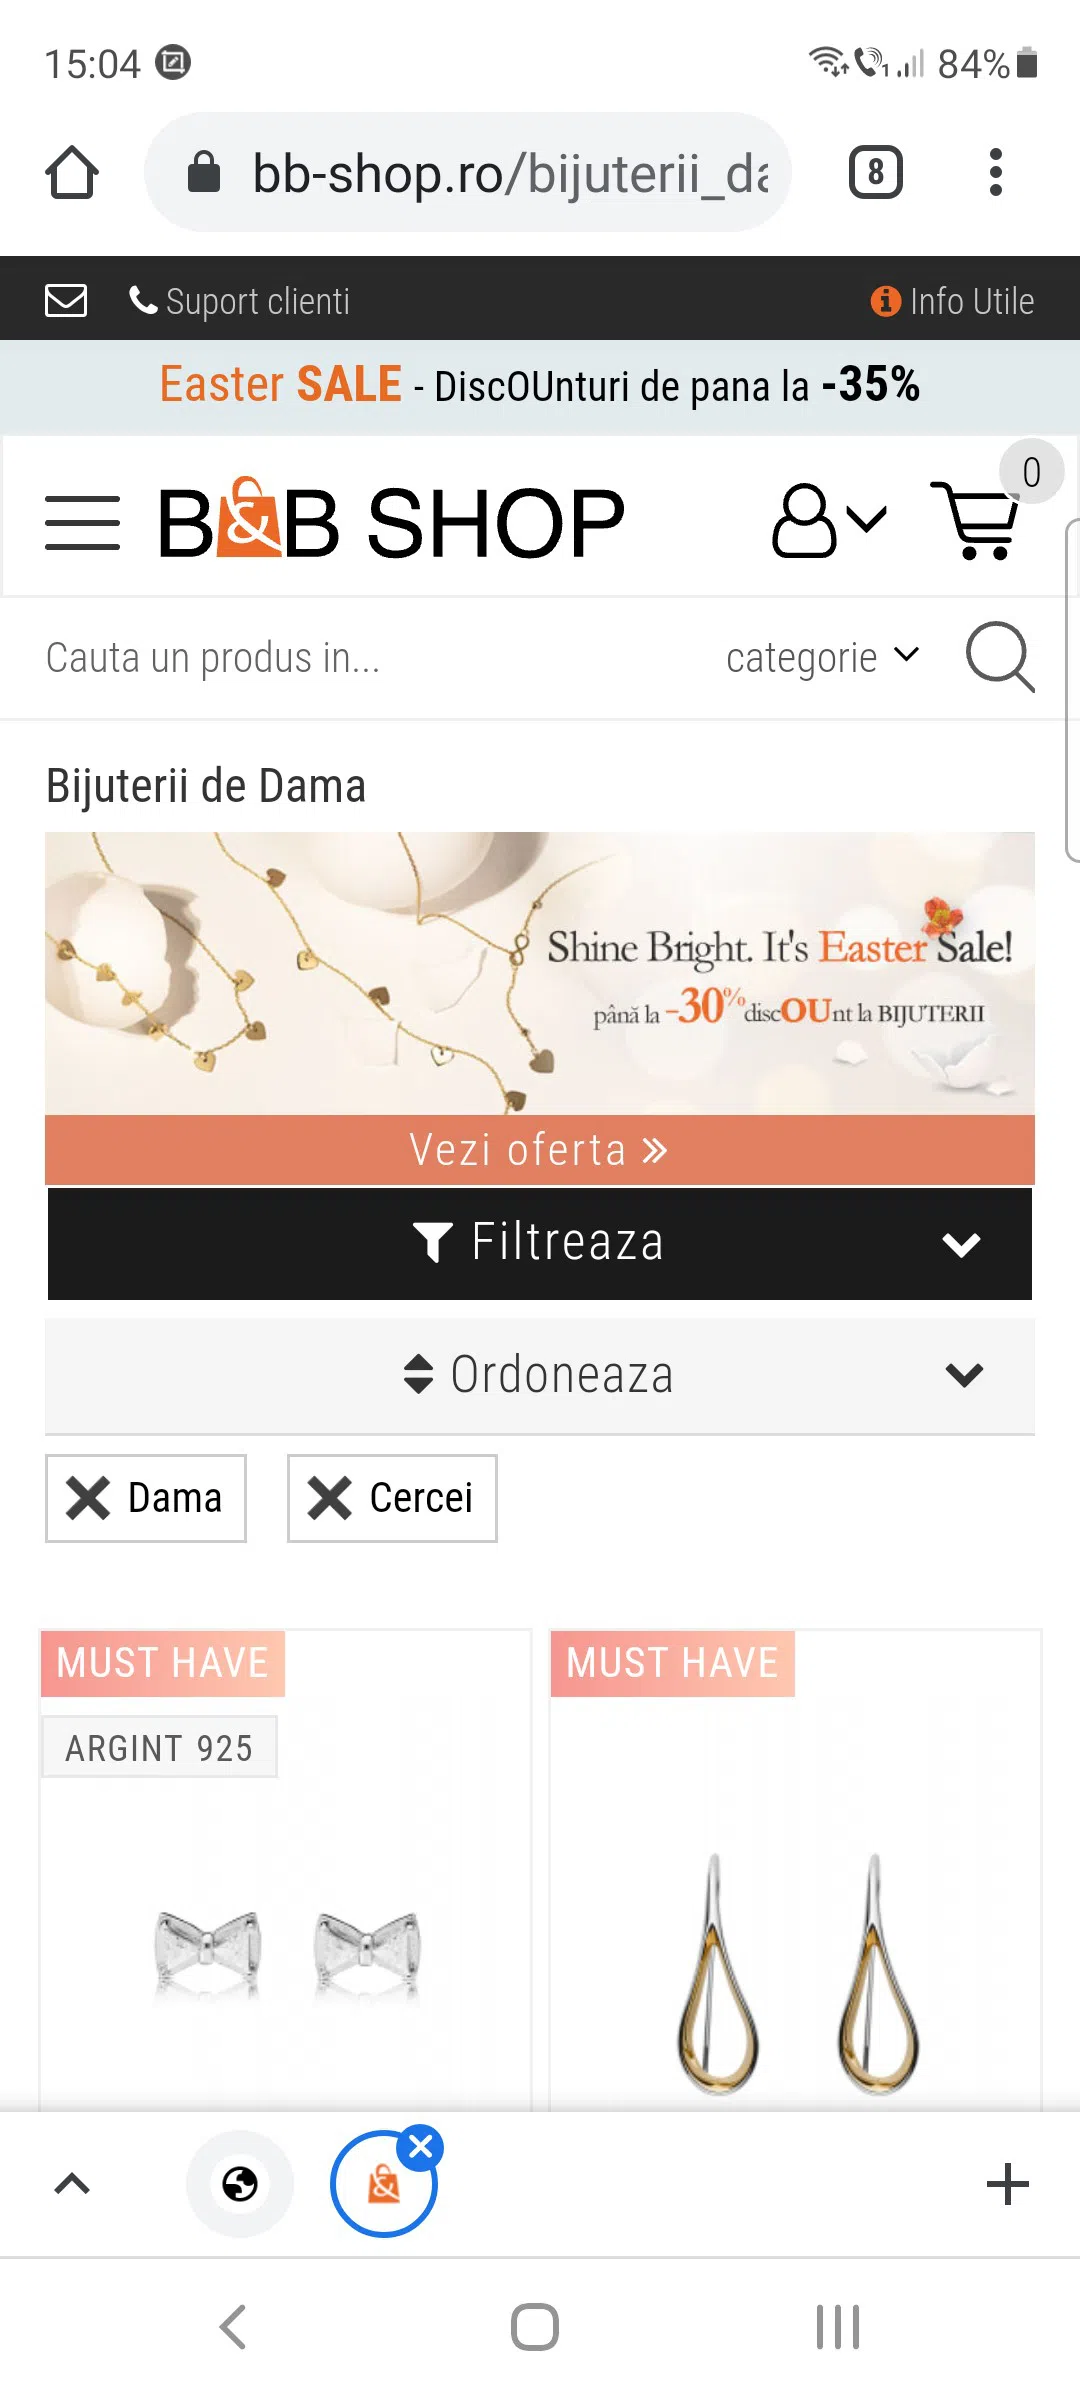 15:04
84%
bb-shop.ro/bijuterii_da
8
Suport clienti
Info Utile
Easter SALE - DiscOUnturi de pana la -35%
B&B SHOP
0
Cauta un produs in...
categorie
Bijuterii de Dama
Shine Bright. It's Easter Sale!
până la -30% discOUnt la BIJUTERII
Vezi oferta »
Filtreaza
Ordoneaza
Dama
Cercei
MUST HAVE
MUST HAVE
ARGINT 925